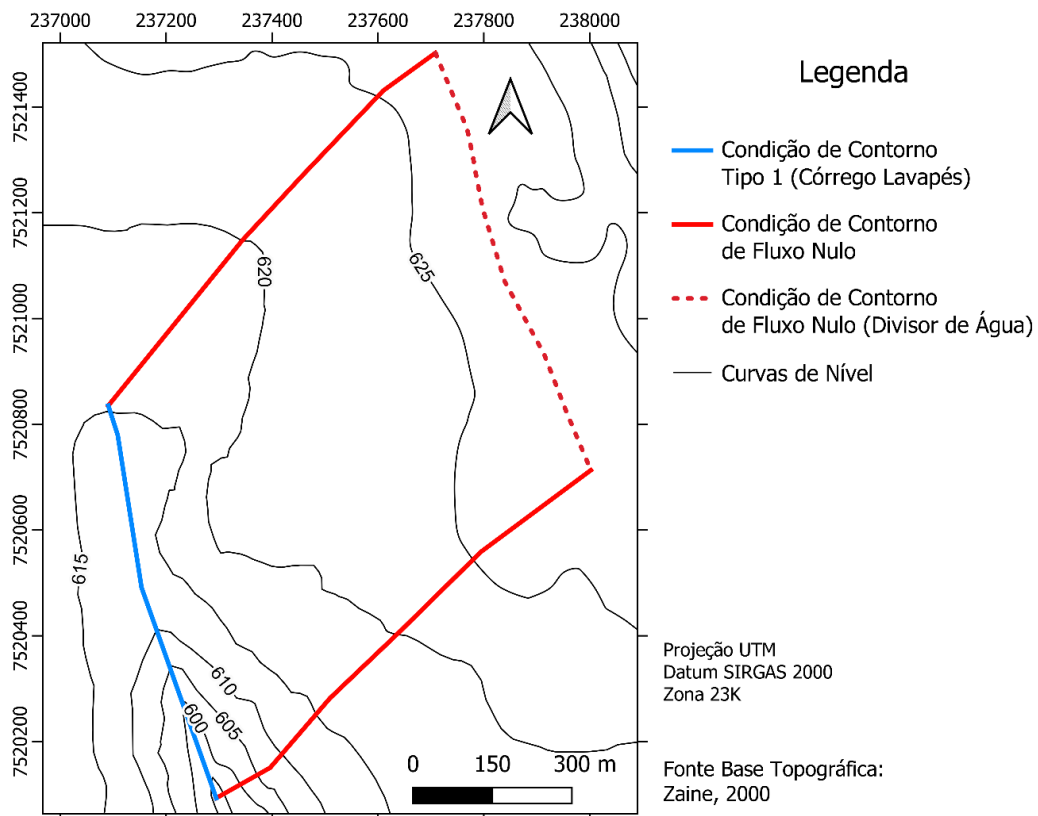 237000 237200 237400 237600 237800 238000
7521400
7521200
7521000
7520800
7520600
7520400
7520200
620
625
615
610
605
600
0 150 300 m
Legenda
Condição de Contorno
Tipo 1 (Córrego Lavapés)
Condição de Contorno
de Fluxo Nulo
Condição de Contorno
de Fluxo Nulo (Divisor de Água)
Curvas de Nível
Projeção UTM
Datum SIRGAS 2000
Zona 23K
Fonte Base Topográfica:
Zaine, 2000